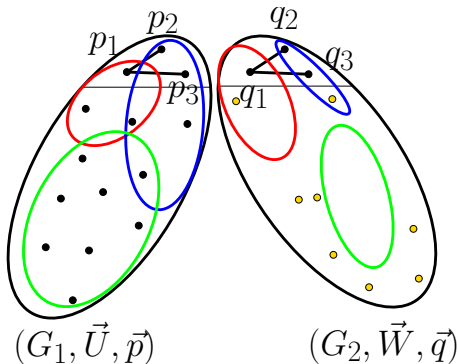 p₂ q₂
p₁ q₃
p₃ q₁
(G₁, U⃗, p⃗) (G₂, W⃗, q⃗)